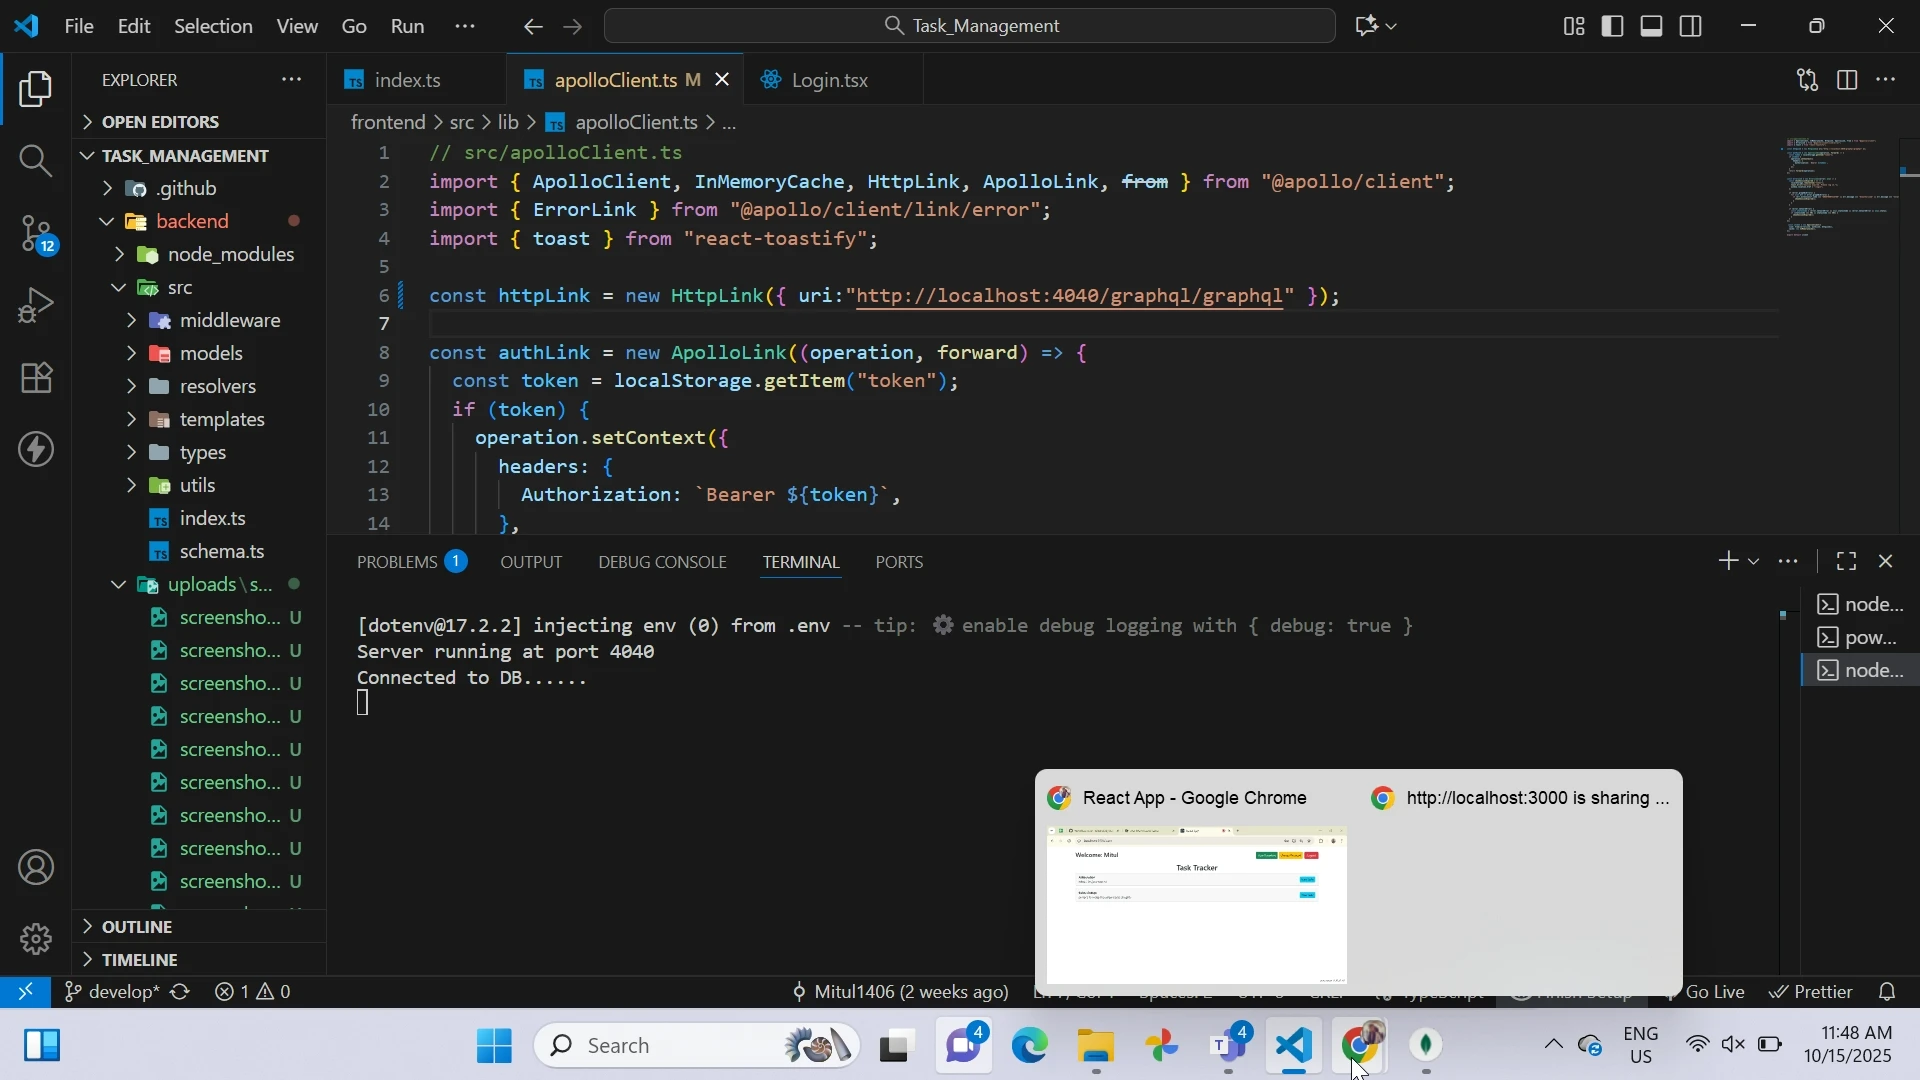 File Edit Selection View Go Run ··· Task_Management
EXPLORER
OPEN EDITORS
TASK_MANAGEMENT
.github
backend
node_modules
src
middleware
models
resolvers
templates
types
utils
TS index.ts
TS schema.ts
uploads\s...
screensho... U
screensho... U
screensho... U
screensho... U
screensho... U
screensho... U
screensho... U
screensho... U
screensho... U
OUTLINE
TIMELINE
12
TS index.ts
TS apolloClient.ts M
Login.tsx
frontend > src > lib > TS apolloClient.ts > ...
1 // src/apolloClient.ts
2 import { ApolloClient, InMemoryCache, HttpLink, ApolloLink, from } from "@apollo/client";
3 import { ErrorLink } from "@apollo/client/link/error";
4 import { toast } from "react-toastify";
5
6 const httpLink = new HttpLink({ uri:"http://localhost:4040/graphql/graphql" });
7
8 const authLink = new ApolloLink((operation, forward) => {
9 const token = localStorage.getItem("token");
10 if (token) {
11 operation.setContext({
12 headers: {
13 Authorization: `Bearer ${token}`,
14 },
PROBLEMS 1 OUTPUT DEBUG CONSOLE TERMINAL PORTS
[dotenv@17.2.2] injecting env (0) from .env -- tip: ⚙ enable debug logging with { debug: true }
Server running at port 4040
Connected to DB......
node...
pow...
node...
React App - Google Chrome
http://localhost:3000 is sharing ...
Welcome: Mitul
Task Tracker
develop* 1 0 Mitul1406 (2 weeks ago) Go Live Prettier
Search
4
4
ENG
US
11:48 AM
10/15/2025